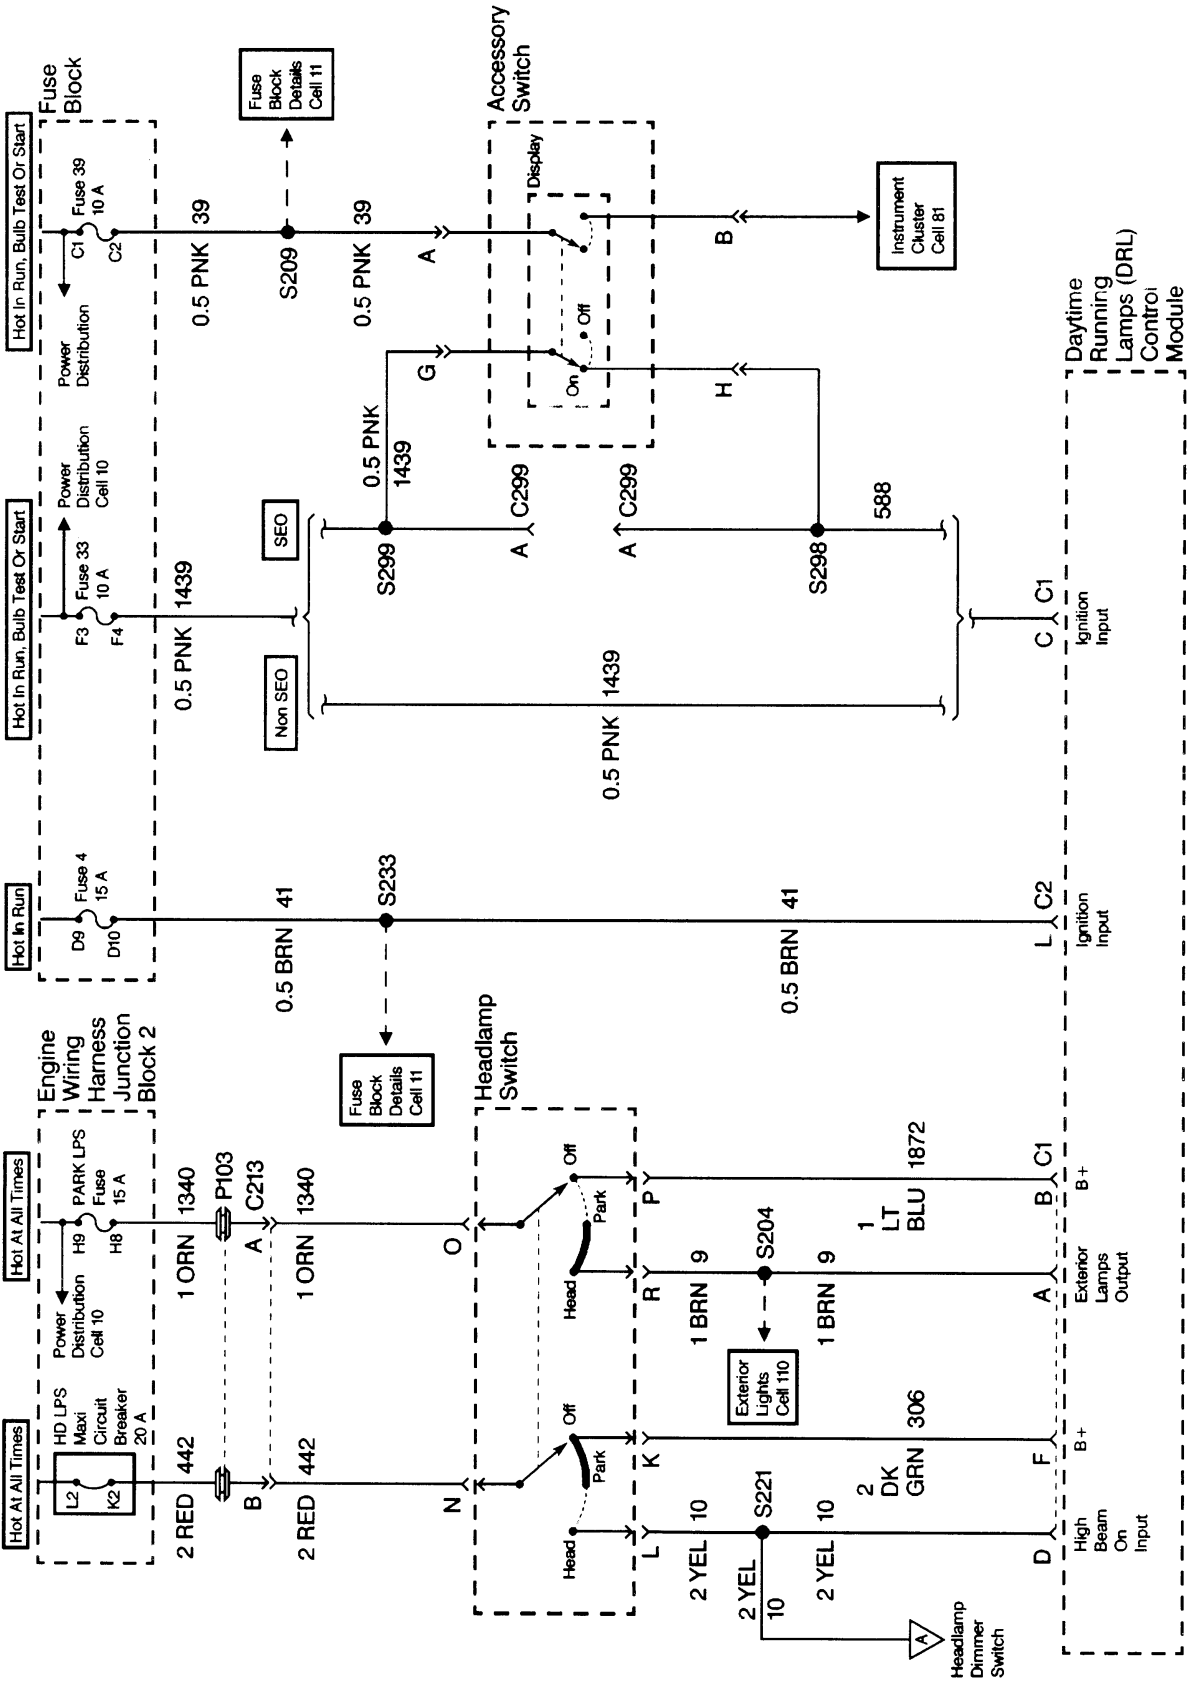 Hot At All Times
Hot At All Times
Hot In Run
Hot In Run, Bulb Test Or Start
Hot In Run, Bulb Test Or Start
HD LPS
Maxi
Circuit
Breaker
20 A
L2
K2
Power
Distribution
Cell 10
H9
H8
PARK LPS
Fuse
15 A
Engine
Wiring
Harness
Junction
Block 2
D9
D10
Fuse 4
15 A
F3
F4
Fuse 33
10 A
Power
Distribution
Cell 10
Power
Distribution
C1
C2
Fuse 39
10 A
Fuse
Block
2 RED 442
1 ORN 1340
P103
B
A
C213
2 RED 442
1 ORN 1340
0.5 BRN 41
S233
Fuse
Block
Details
Cell 11
0.5 PNK 1439
Non SEO
SEO
0.5 PNK
1439
S299
A C299
A C299
S298
588
0.5 PNK 1439
0.5 PNK 39
S209
Fuse
Block
Details
Cell 11
0.5 PNK 39
G
A
Accessory
Switch
Display
On
Off
H
B
Instrument
Cluster
Cell 81
N
O
Headlamp
Switch
Head
Park
Off
Head
Park
Off
L
K
R
P
2 YEL 10
S221
2 YEL
10
2 YEL 10
A
Headlamp
Dimmer
Switch
2
DK
GRN
306
1 BRN 9
S204
Exterior
Lights
Cell 110
1 BRN 9
1
LT
BLU
1872
0.5 BRN 41
D
F
A
B C1
L C2
C C1
High
Beam
On
Input
B+
Exterior
Lamps
Output
B+
Ignition
Input
Ignition
Input
Daytime
Running
Lamps (DRL)
Control
Module